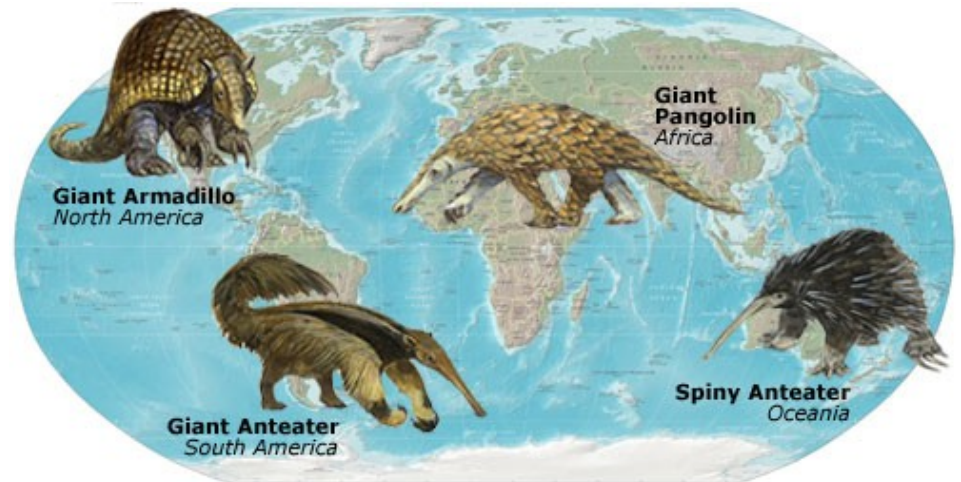 Giant
Pangolin
Africa
Giant Armadillo
North America
Spiny Anteater
Oceania
Giant Anteater
South America